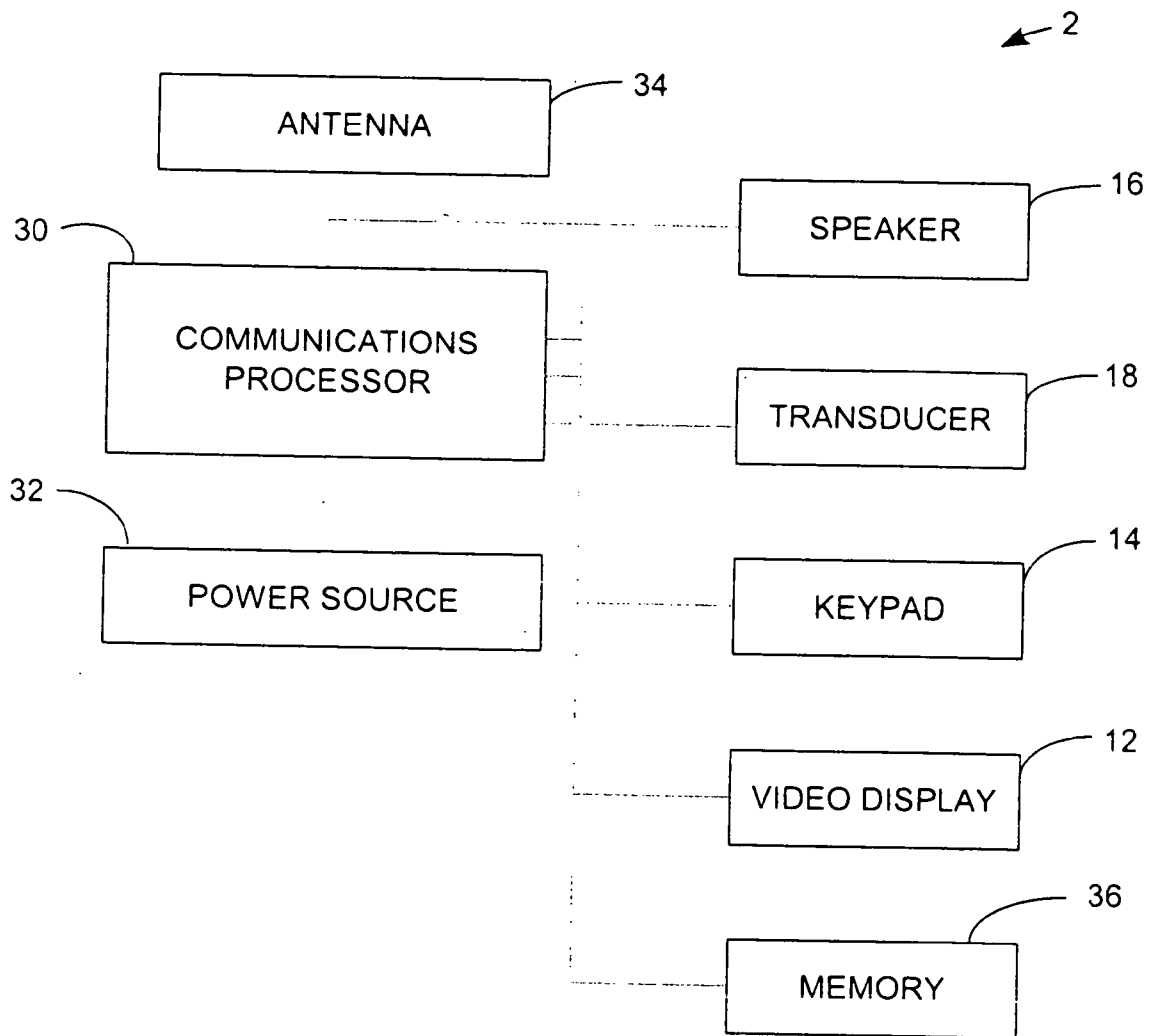 2
34
ANTENNA
16
SPEAKER
30
COMMUNICATIONS
PROCESSOR
18
TRANSDUCER
32
POWER SOURCE
14
KEYPAD
12
VIDEO DISPLAY
36
MEMORY